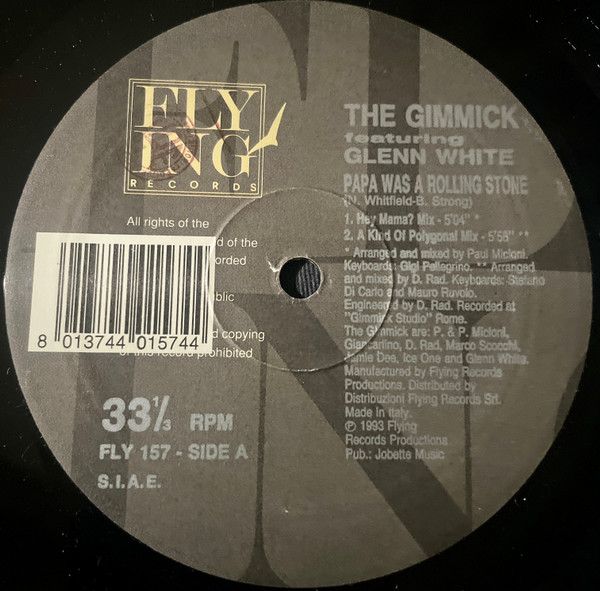 FLY
ING
RECORDS
All rights of the
d of the
orded
blic
d copying
of this record prohibited
8 013744 015744
33 1/3 RPM
FLY 157 - SIDE A
S.I.A.E.
THE GIMMICK
featuring
GLENN WHITE
PAPA WAS A ROLLING STONE
(N. Whitfield-B. Strong)
1. Hey Mama? Mix - 5'04" *
2. A Kind Of Polygonal Mix - 5'58" **
* Arranged and mixed by Paul Micioni.
Keyboards: Gigi Pellegrino. ** Arranged
and mixed by D. Rad. Keyboards: Stefano
Di Carlo and Mauro Ruvolo.
Engineered by D. Rad. Recorded at
"Gimmick Studio" Rome.
The Gimmick are: P. & P. Micioni,
Giancarlino, D. Rad, Marco Scocchi,
Jamie Dee, Ice One and Glenn White.
Manufactured by Flying Records
Productions. Distributed by
Distribuzioni Flying Records Srl.
Made In Italy.
℗ 1993 Flying
Records Productions
Pub.: Jobette Music